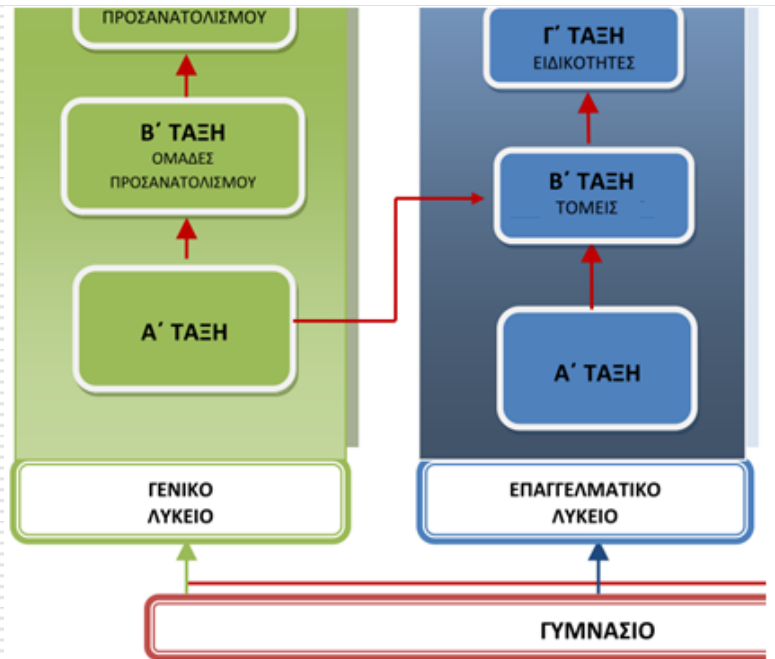 ΠΡΟΣΑΝΑΤΟΛΙΣΜΟΥ
Β΄ ΤΑΞΗ
ΟΜΑΔΕΣ
ΠΡΟΣΑΝΑΤΟΛΙΣΜΟΥ
Α΄ ΤΑΞΗ
ΓΕΝΙΚΟ
ΛΥΚΕΙΟ
Γ΄ ΤΑΞΗ
ΕΙΔΙΚΟΤΗΤΕΣ
Β΄ ΤΑΞΗ
ΤΟΜΕΙΣ
Α΄ ΤΑΞΗ
ΕΠΑΓΓΕΛΜΑΤΙΚΟ
ΛΥΚΕΙΟ
ΓΥΜΝΑΣΙΟ